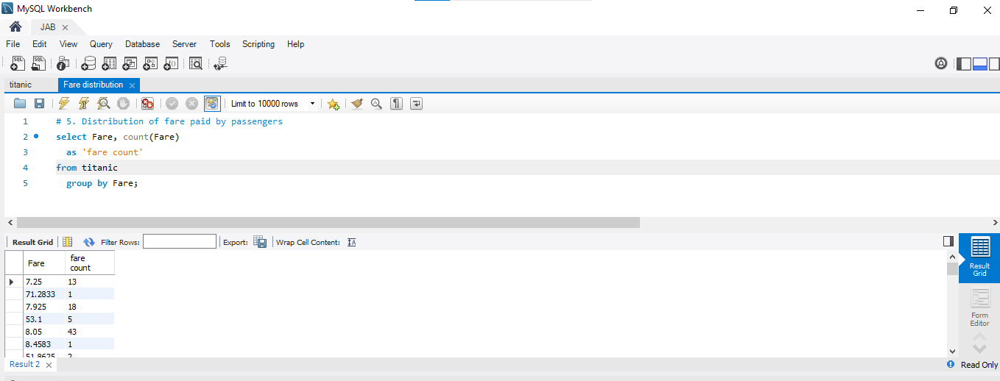 MySQL Workbench
JAB
File Edit View Query Database Server Tools Scripting Help
titanic Fare distribution
Limit to 10000 rows
1 # 5. Distribution of fare paid by passengers
2 select Fare, count(Fare)
3 as 'fare count'
4 from titanic
5 group by Fare;
Result Grid Filter Rows: Export: Wrap Cell Content:
Fare fare count
7.25 13
71.2833 1
7.925 18
53.1 5
8.05 43
8.4583 1
51.8625 2
Result Grid
Form Editor
Result 2 Read Only